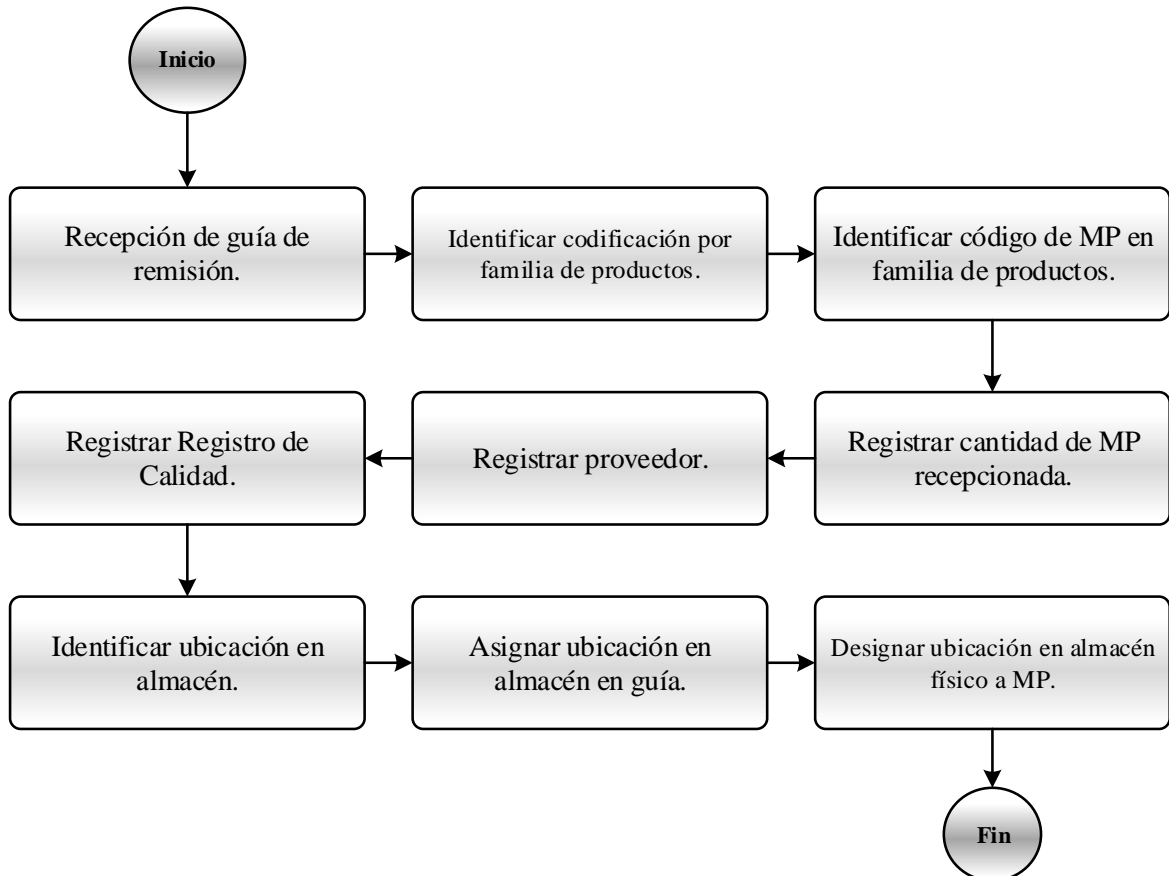 Inicio
Recepción de guía de
remisión.
Identificar codificación por
familia de productos.
Identificar código de MP en
familia de productos.
Registrar cantidad de MP
recepcionada.
Registrar proveedor.
Registrar Registro de
Calidad.
Identificar ubicación en
almacén.
Asignar ubicación en
almacén en guía.
Designar ubicación en almacén
físico a MP.
Fin